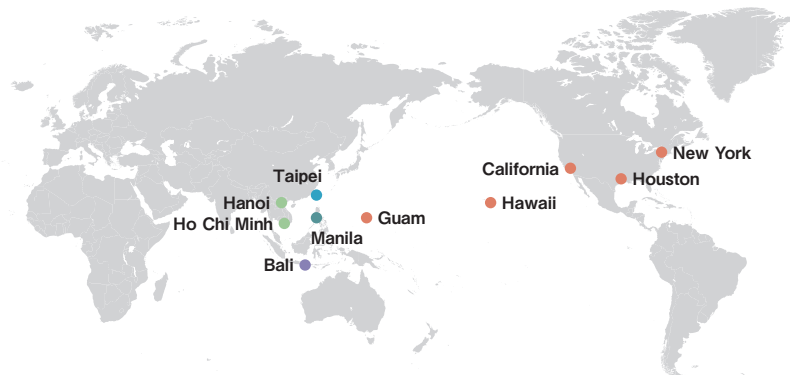 New York
California
Houston
Taipei
Hanoi
Hawaii
Ho Chi Minh
Guam
Manila
Bali